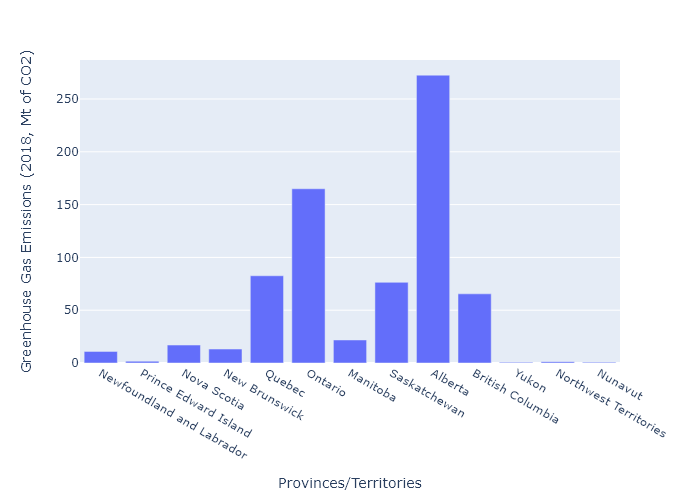 Greenhouse Gas Emissions (2018, Mt of CO2)
250
200
150
100
50
0
Newfoundland and Labrador
Prince Edward Island
Nova Scotia
New Brunswick
Quebec
Ontario
Manitoba
Saskatchewan
Alberta
British Columbia
Yukon
Northwest Territories
Nunavut
Provinces/Territories